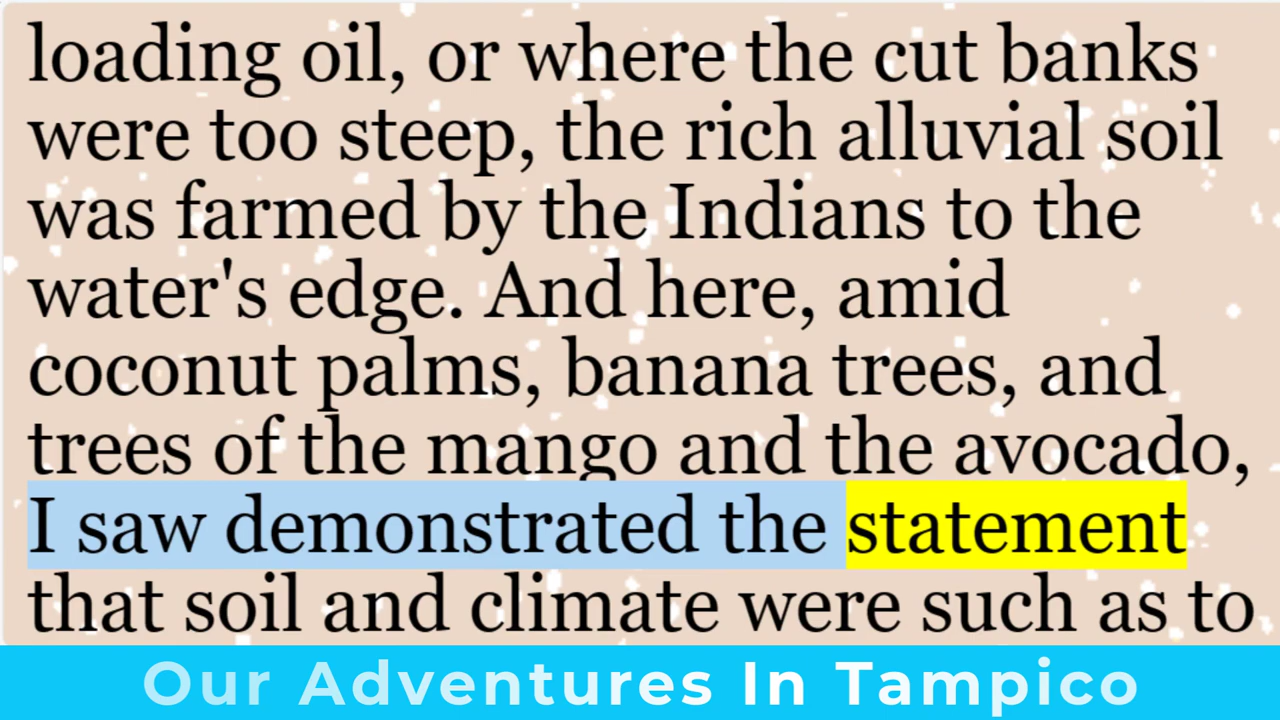 loading oil, or where the cut banks
were too steep, the rich alluvial soil
was farmed by the Indians to the
water's edge. And here, amid
coconut palms, banana trees, and
trees of the mango and the avocado,
I saw demonstrated the statement
that soil and climate were such as to
Our Adventures In Tampico